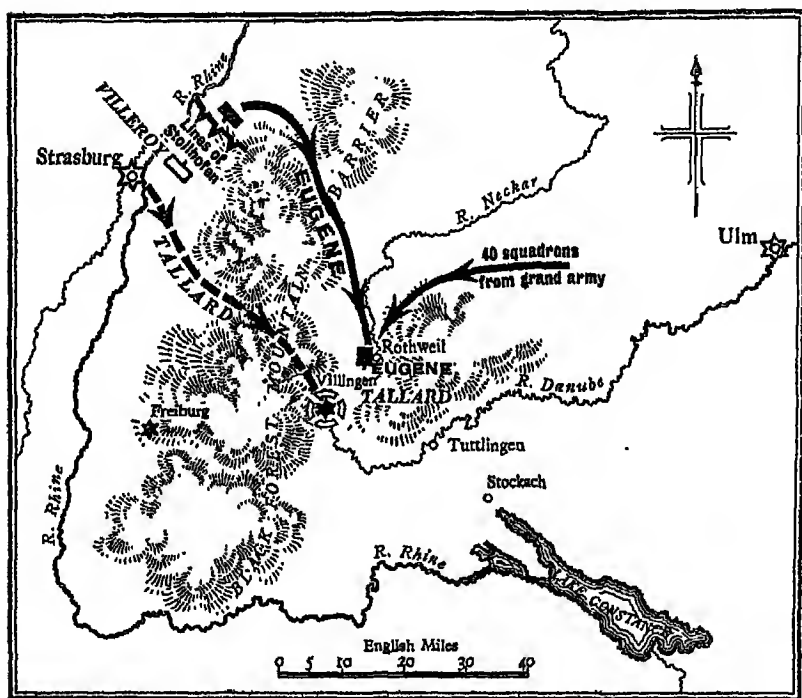 R. Rhine
VILLEROY
Lines of
Stollhofen
Strasburg
BARRIER
EUGENE
R. Neckar
TALLARD
Ulm
40 squadrons
from grand army
Rothweil
EUGENE
Villingen
TALLARD
R. Danube
Freiburg
BLACK FOREST MOUNTAIN
Tuttlingen
Stockach
R. Rhine
R. Rhine
LAKE CONSTANCE
English Miles
0 5 10 20 30 40